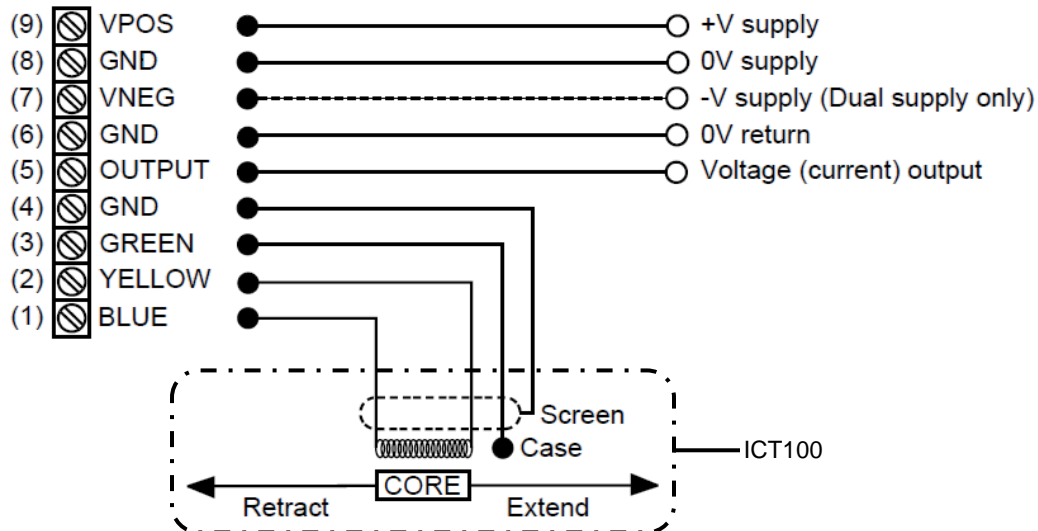 (9) VPOS +V supply
(8) GND 0V supply
(7) VNEG -V supply (Dual supply only)
(6) GND 0V return
(5) OUTPUT Voltage (current) output
(4) GND
(3) GREEN
(2) YELLOW
(1) BLUE
Screen
Case
ICT100
CORE
Retract Extend